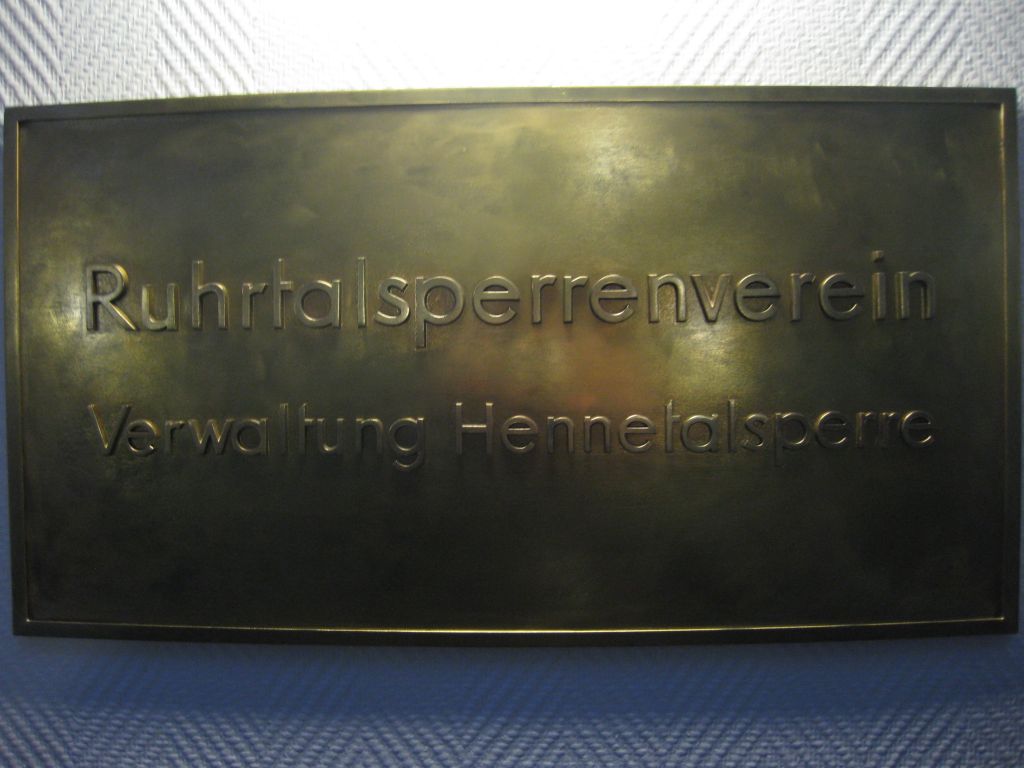 Ruhrtalsperrenverein
Verwaltung Hennetalsperre